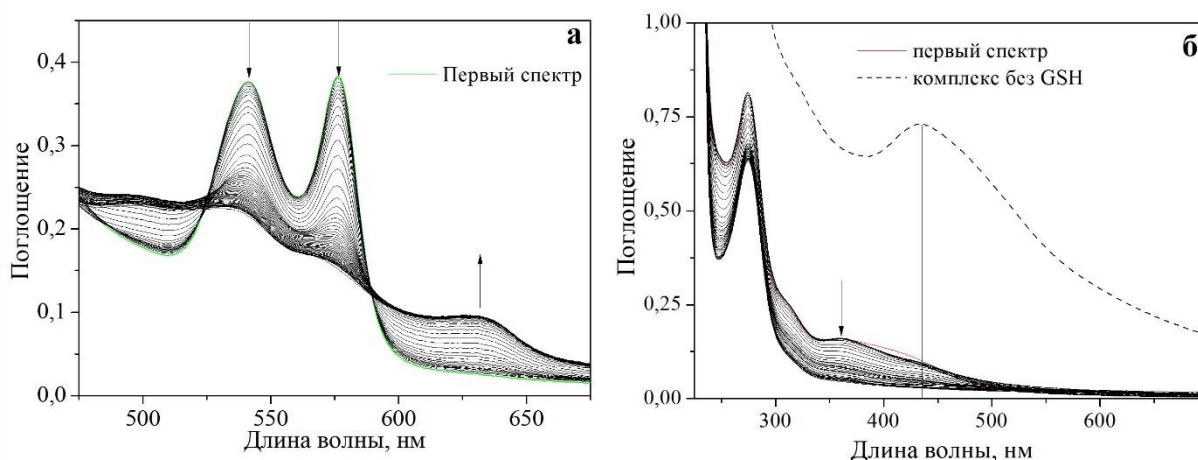 а
0,4
Первый спектр
0,3
0,2
0,1
0,0
Поглощение
500
550
600
650
Длина волны, нм
б
1,00
первый спектр
комплекс без GSH
0,75
0,50
0,25
0,00
Поглощение
300
400
500
600
Длина волны, нм